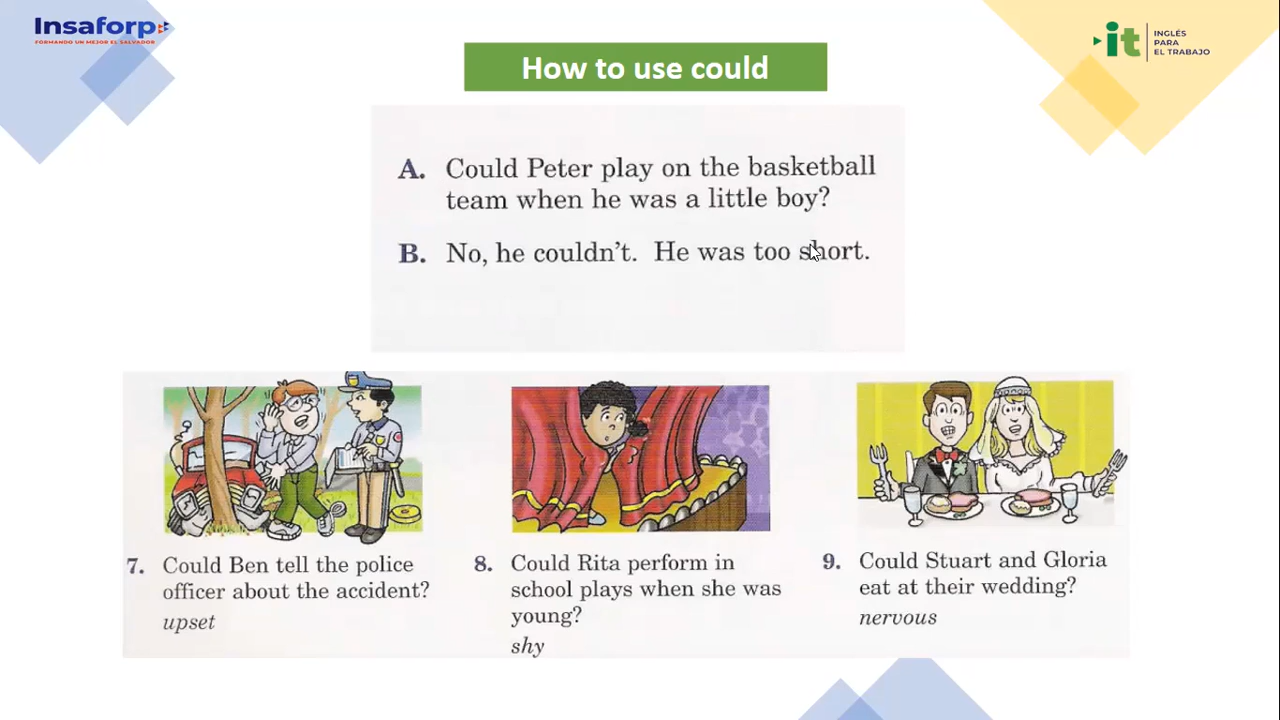 Insaforp
FORMANDO UN MEJOR EL SALVADOR
it
INGLÉS
PARA
EL TRABAJO
How to use could
A. Could Peter play on the basketball
team when he was a little boy?
B. No, he couldn't. He was too short.
7. Could Ben tell the police
officer about the accident?
upset
8. Could Rita perform in
school plays when she was
young?
shy
9. Could Stuart and Gloria
eat at their wedding?
nervous